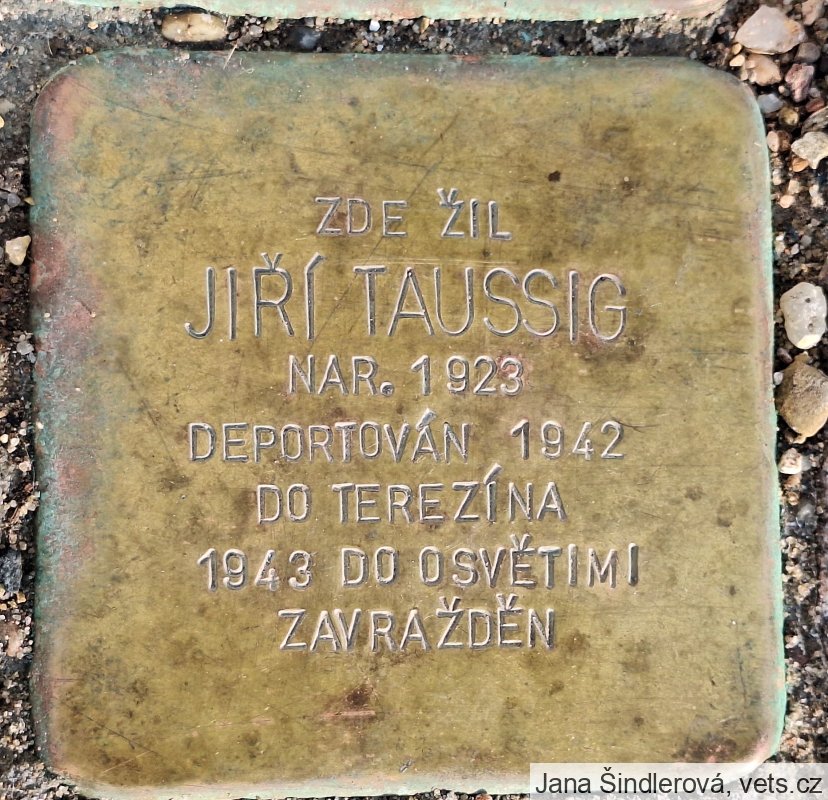 ZDE ŽIL
JIŘÍ TAUSSIG
NAR. 1923
DEPORTOVÁN 1942
DO TEREZÍNA
1943 DO OSVĚTIMI
ZAVRAŽDĚN
Jana Šindlerová, vets.cz